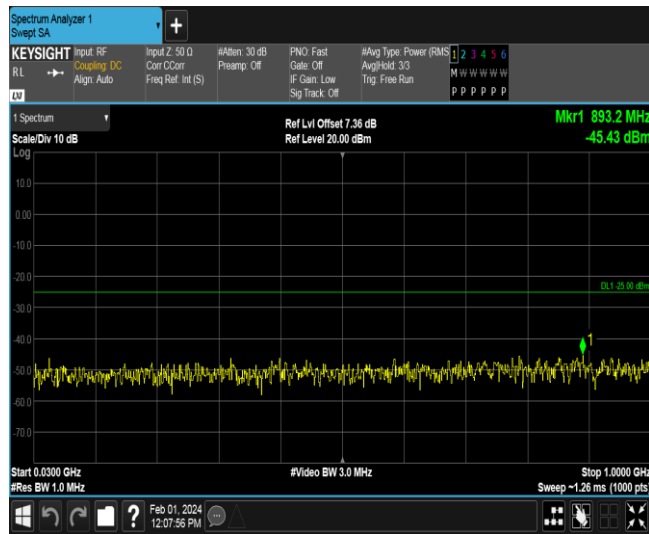 Spectrum Analyzer 1
Swept SA
KEYSIGHT
RL
LXI
Input: RF
Coupling: DC
Align: Auto
Input Z: 50 Ω
Corr CCorr
Freq Ref: Int (S)
#Atten: 30 dB
Preamp: Off
PNO: Fast
Gate: Off
IF Gain: Low
Sig Track: Off
#Avg Type: Power (RMS
Avg|Hold: 3/3
Trig: Free Run
1 2 3 4 5 6
M W W W W W
P P P P P P
1 Spectrum
Scale/Div 10 dB
Ref Lvl Offset 7.36 dB
Ref Level 20.00 dBm
Mkr1 893.2 MHz
-45.43 dBm
Log
10.0
0.00
-10.0
-20.0
DL1 -25.00 dBm
-30.0
-40.0
1
-50.0
-60.0
-70.0
Start 0.0300 GHz
#Video BW 3.0 MHz
Stop 1.0000 GHz
#Res BW 1.0 MHz
Sweep ~1.26 ms (1000 pts)
?
Feb 01, 2024
12:07:56 PM